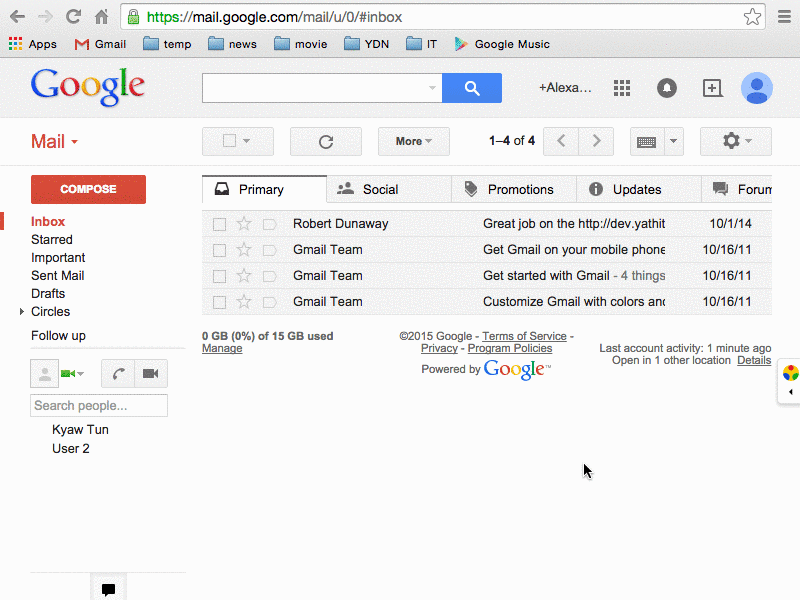 https://mail.google.com/mail/u/0/#inbox
Apps Gmail temp news movie YDN IT Google Music
Google +Alexa...
Mail More 1–4 of 4
COMPOSE Primary Social Promotions Updates Forum
Inbox Robert Dunaway Great job on the http://dev.yathit 10/1/14
Starred Gmail Team Get Gmail on your mobile phone 10/16/11
Important
Sent Mail Gmail Team Get started with Gmail - 4 things 10/16/11
Drafts Gmail Team Customize Gmail with colors and 10/16/11
Circles
Follow up 0 GB (0%) of 15 GB used ©2015 Google - Terms of Service -
Manage Privacy - Program Policies Last account activity: 1 minute ago
Open in 1 other location Details
Powered by Google™
Search people...
Kyaw Tun
User 2